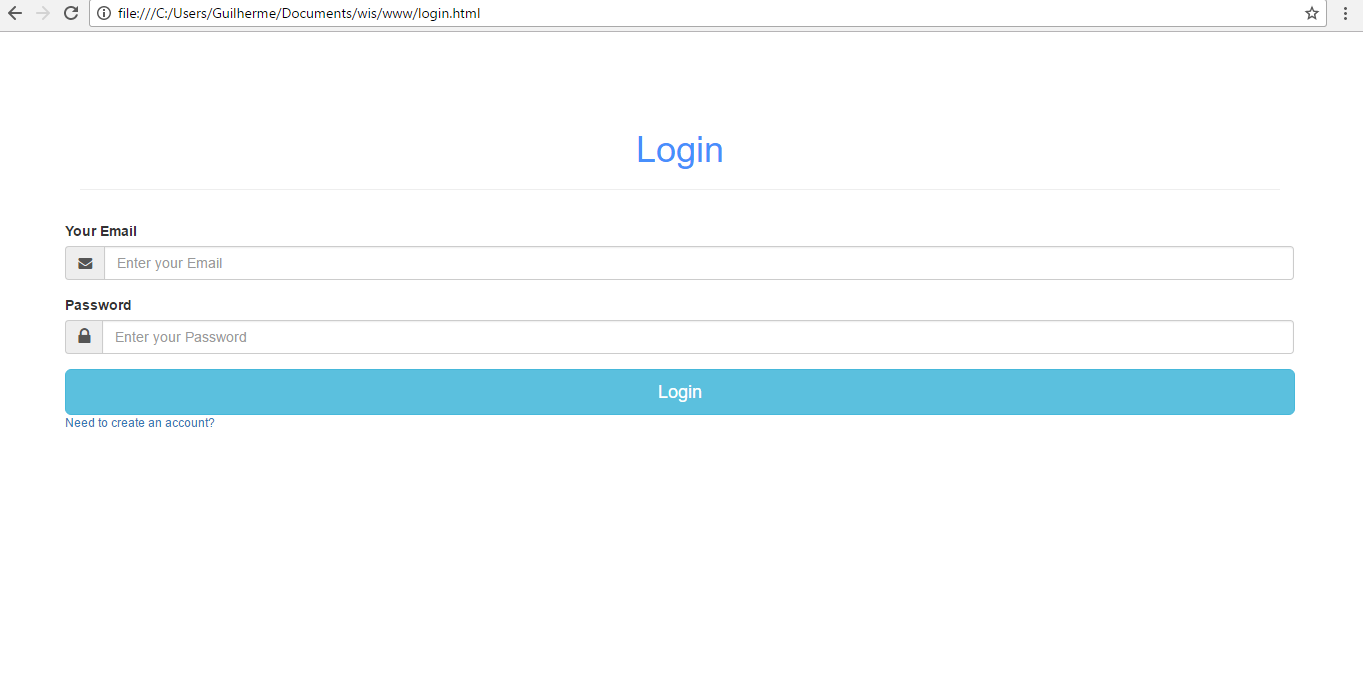 file:///C:/Users/Guilherme/Documents/wis/www/login.html
Login
Your Email
Enter your Email
Password
Enter your Password
Login
Need to create an account?